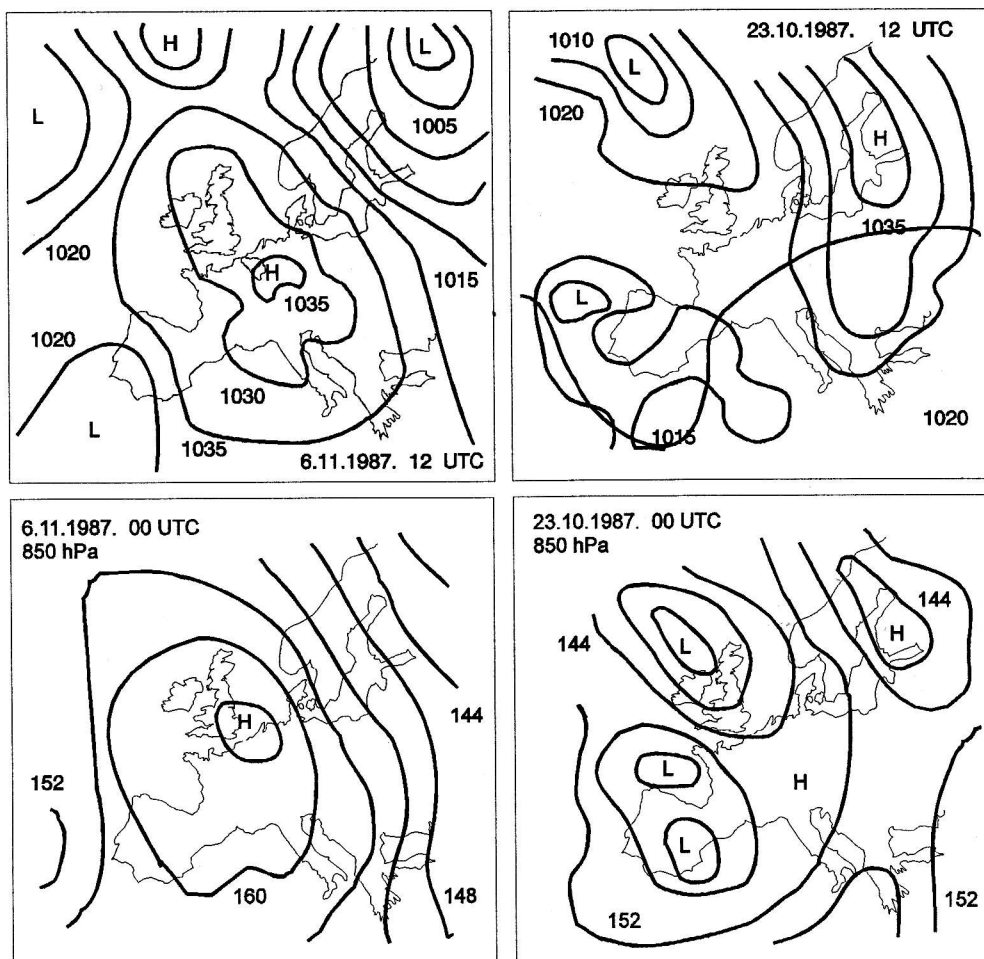 H
L
L
1005
1020
1015
H
1035
1020
1030
L
1035
6.11.1987. 12 UTC
1010
23.10.1987. 12 UTC
L
1020
H
1035
L
1020
1015
6.11.1987. 00 UTC
850 hPa
H
144
152
160
148
23.10.1987. 00 UTC
850 hPa
144
H
144
L
L
H
L
152
152